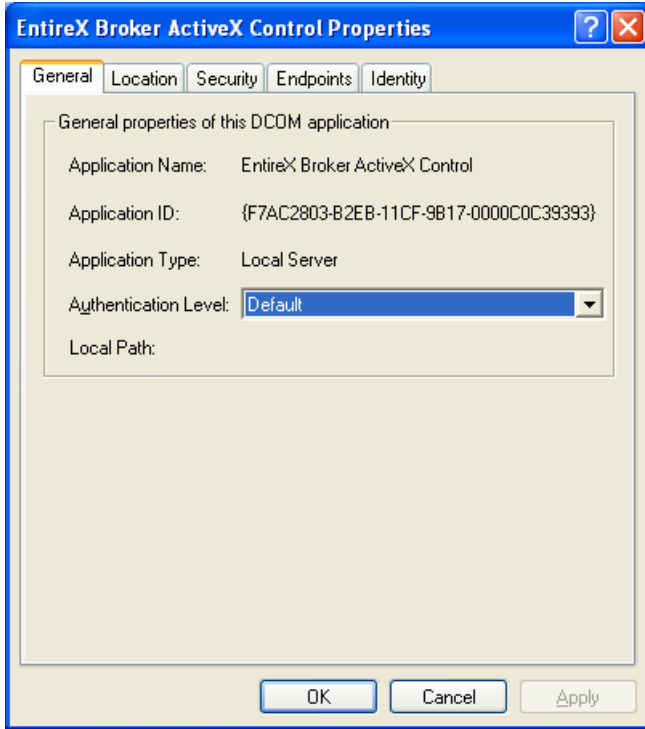 EntireX Broker ActiveX Control Properties
?
General Location Security Endpoints Identity
General properties of this DCOM application
Application Name: EntireX Broker ActiveX Control
Application ID: {F7AC2803-B2EB-11CF-9B17-0000C0C39393}
Application Type: Local Server
Authentication Level: Default
Local Path:
OK Cancel Apply